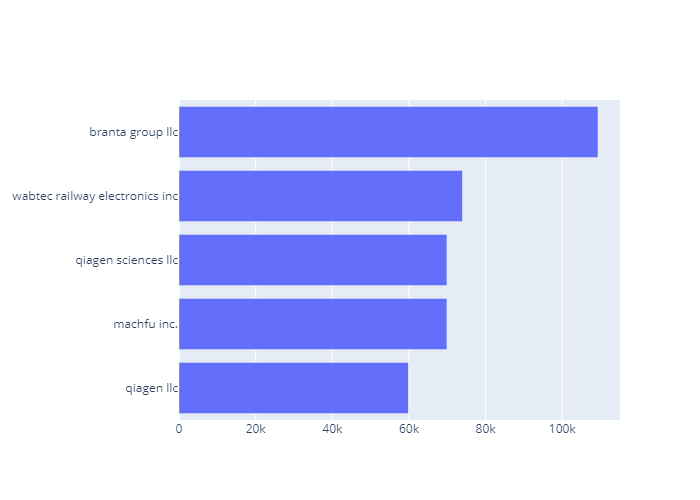 branta group llc
wabtec railway electronics inc
qiagen sciences llc
machfu inc.
qiagen llc
0 20k 40k 60k 80k 100k